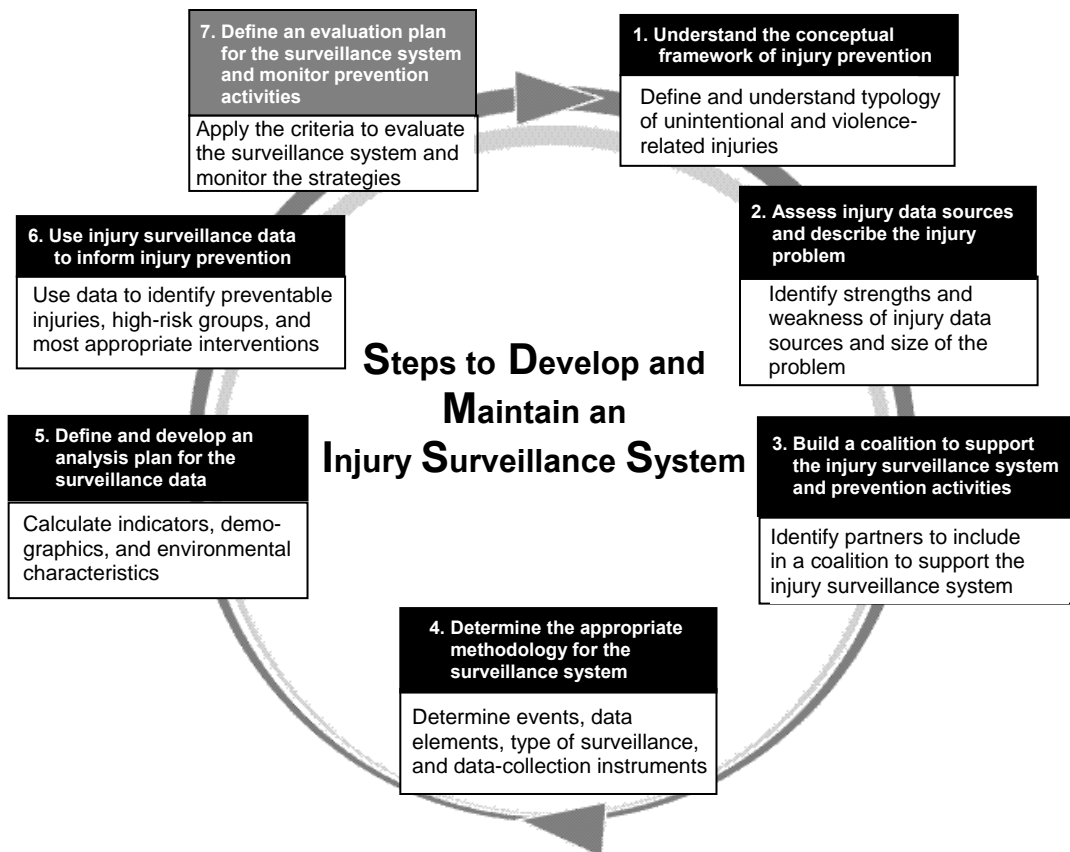 7. Define an evaluation plan
for the surveillance system
and monitor prevention
activities
Apply the criteria to evaluate
the surveillance system and
monitor the strategies
1. Understand the conceptual
framework of injury prevention
Define and understand typology
of unintentional and violence-
related injuries
2. Assess injury data sources
and describe the injury
problem
Identify strengths and
weakness of injury data
sources and size of the
problem
3. Build a coalition to support
the injury surveillance system
and prevention activities
Identify partners to include
in a coalition to support the
injury surveillance system
4. Determine the appropriate
methodology for the
surveillance system
Determine events, data
elements, type of surveillance,
and data-collection instruments
5. Define and develop an
analysis plan for the
surveillance data
Calculate indicators, demo-
graphics, and environmental
characteristics
6. Use injury surveillance data
to inform injury prevention
Use data to identify preventable
injuries, high-risk groups, and
most appropriate interventions
Steps to Develop and
Maintain an
Injury Surveillance System